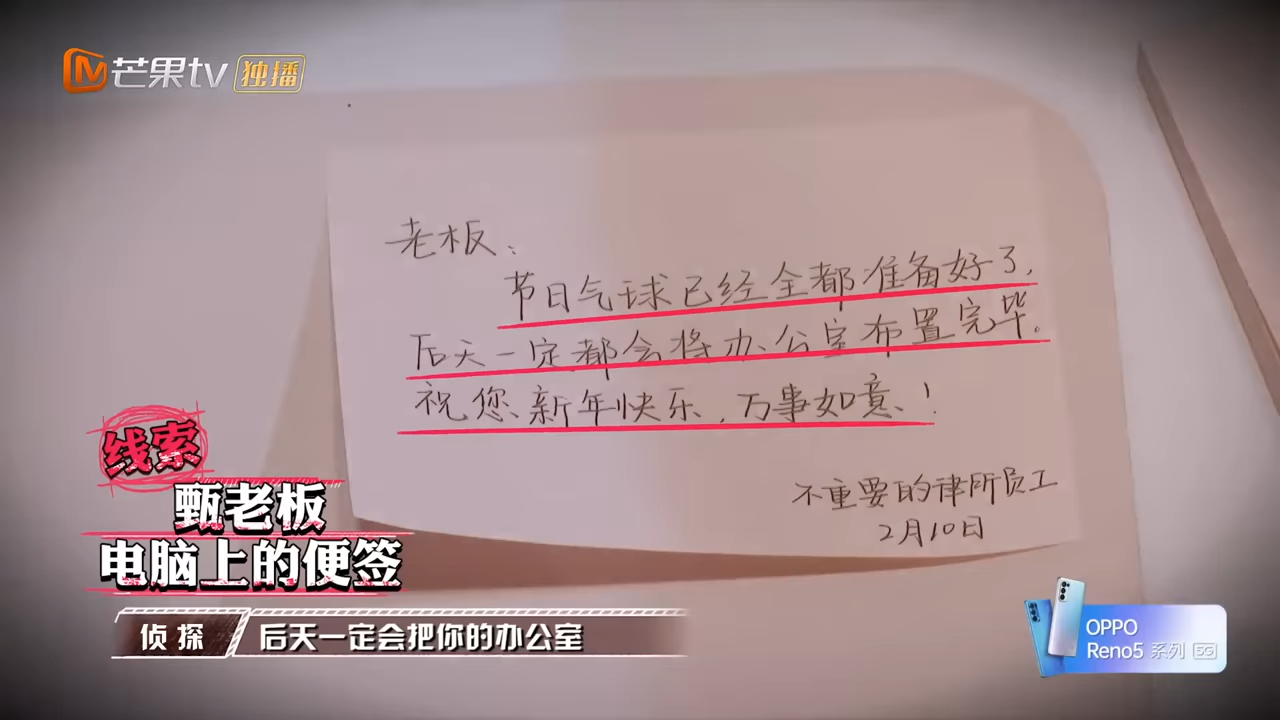 芒果tv 独播
老板：
节日气球已经全都准备好了，
后天一定都会将办公室布置完毕。
祝您新年快乐，万事如意！
不重要的律所员工
2月10日
线索
甄老板
电脑上的便签
侦探 后天一定会把你的办公室
OPPO
Reno5 系列 5G